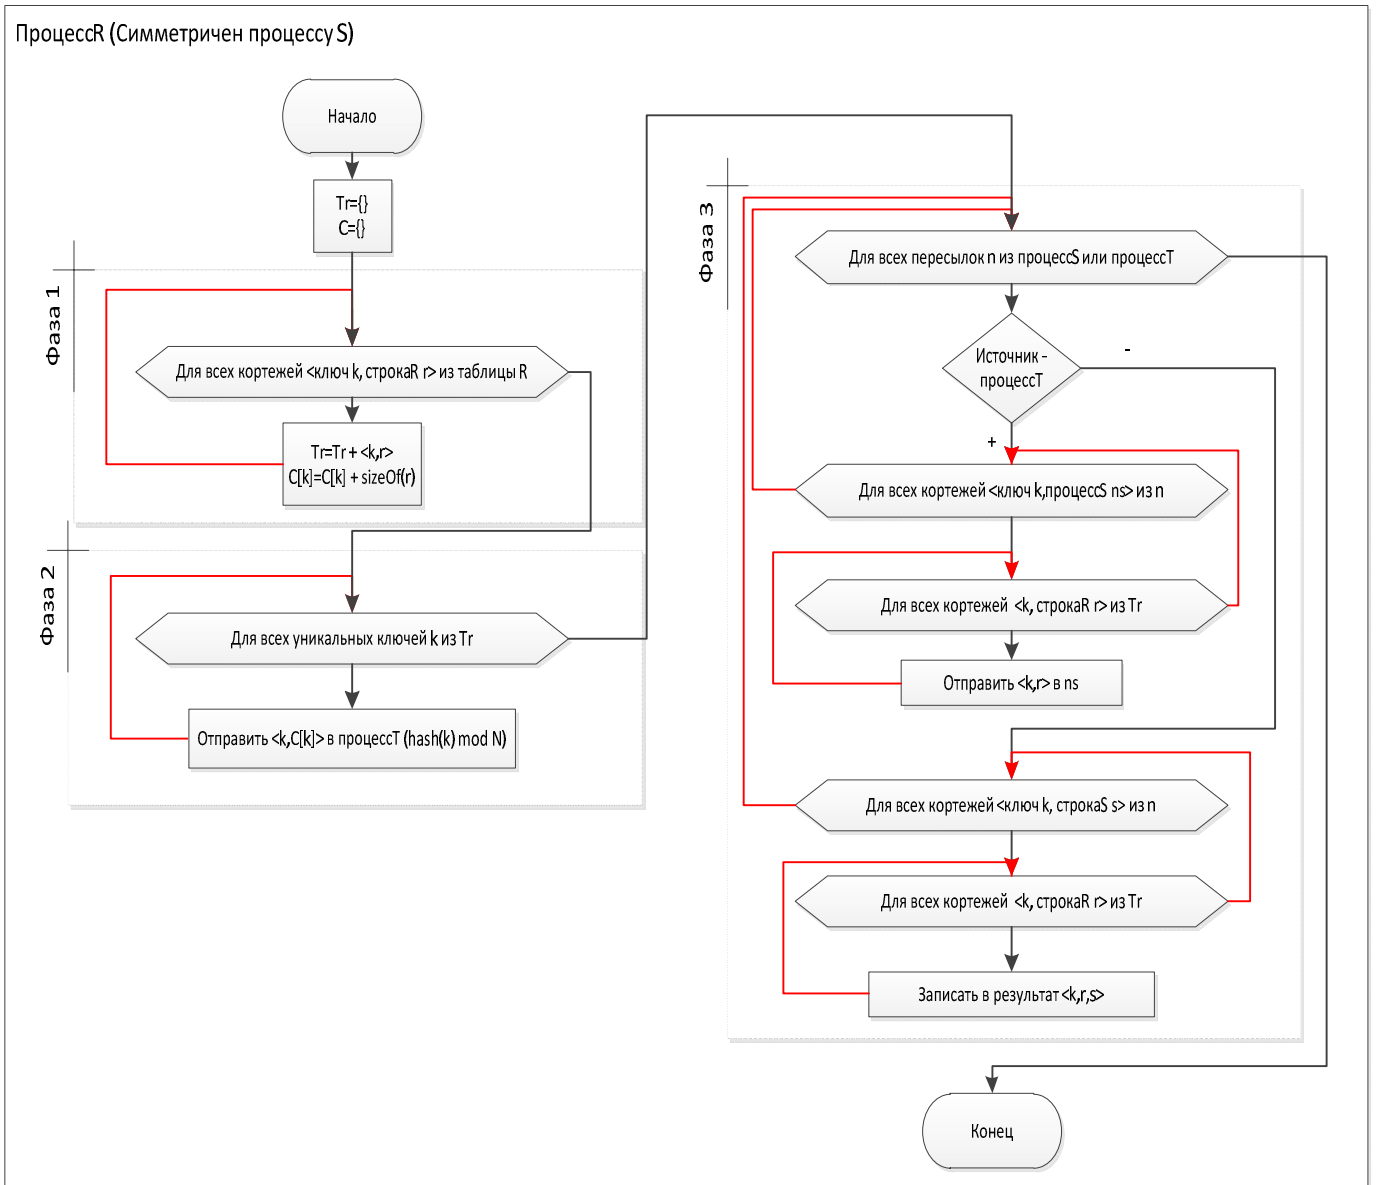 ПроцессR (Симметричен процессу S)
Начало
Tr={}
C={}
Фаза 1
Для всех кортежей <ключ k, строкаR r> из таблицы R
Tr=Tr + <k,r>
C[k]=C[k] + sizeOf(r)
Фаза 2
Для всех уникальных ключей k из Tr
Отправить <k,C[k]> в процессT (hash(k) mod N)
Фаза 3
Для всех пересылок n из процессS или процессT
Источник -
процессT
-
+
Для всех кортежей <ключ k,процессS ns> из n
Для всех кортежей <k, строкаR r> из Tr
Отправить <k,r> в ns
Для всех кортежей <ключ k, строкаS s> из n
Для всех кортежей <k, строкаR r> из Tr
Записать в результат <k,r,s>
Конец